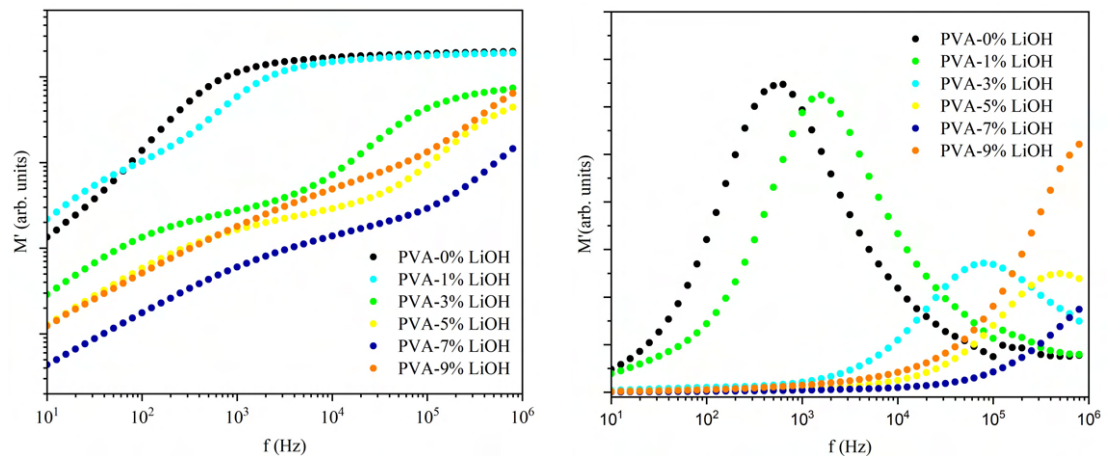 M' (arb. units)
PVA-0% LiOH
PVA-1% LiOH
PVA-3% LiOH
PVA-5% LiOH
PVA-7% LiOH
PVA-9% LiOH
10¹ 10² 10³ 10⁴ 10⁵ 10⁶
f (Hz)
M'(arb. units)
PVA-0% LiOH
PVA-1% LiOH
PVA-3% LiOH
PVA-5% LiOH
PVA-7% LiOH
PVA-9% LiOH
10¹ 10² 10³ 10⁴ 10⁵ 10⁶
f (Hz)